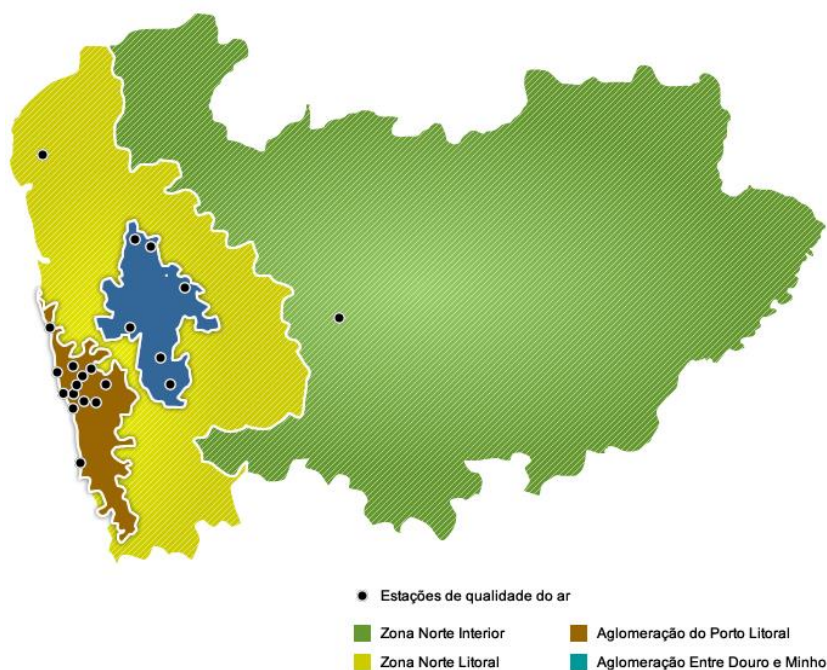 Estações de qualidade do ar
Zona Norte Interior
Aglomeração do Porto Litoral
Zona Norte Litoral
Aglomeração Entre Douro e Minho